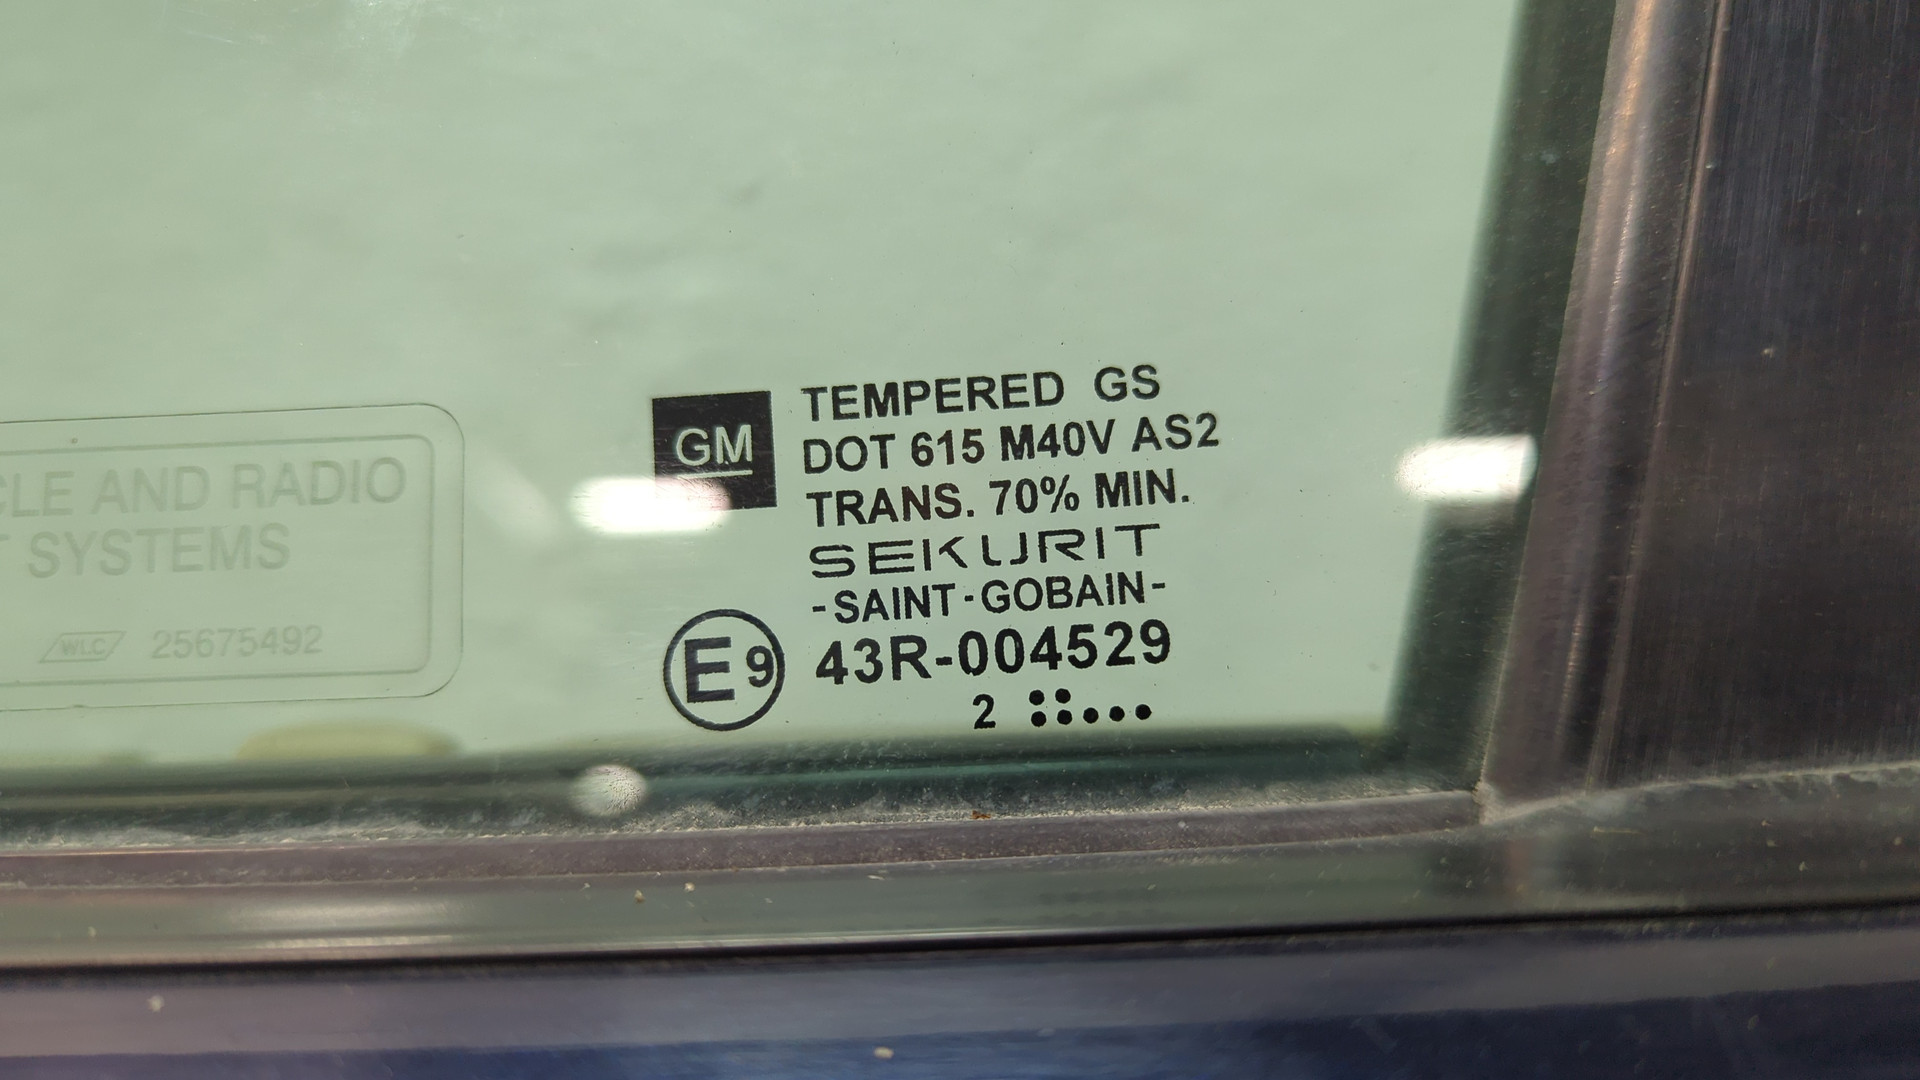 GM
TEMPERED GS
DOT 615 M40V AS2
TRANS. 70% MIN.
SEKURIT
-SAINT-GOBAIN-
E9 43R-004529
2
CLE AND RADIO
T SYSTEMS
WLC 25675492